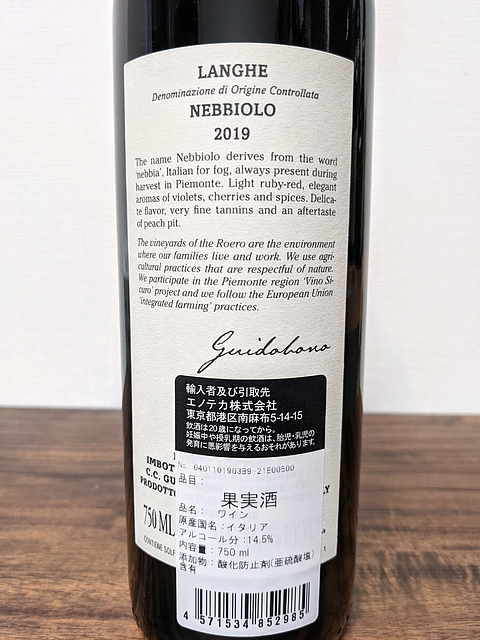 LANGHE
Denominazione di Origine Controllata
NEBBIOLO
2019
The name Nebbiolo derives from the word
'nebbia', Italian for fog, always present during
harvest in Piemonte. Light ruby-red, elegant
aromas of violets, cherries and spices. Delica-
te flavor, very fine tannins and an aftertaste
of peach pit.
The vineyards of the Roero are the environment
where our families live and work. We use agri-
cultural practices that are respectful of nature.
We participate in the Piemonte region 'Vino Si-
curo' project and we follow the European Union
'integrated farming' practices.
Guidobono
輸入者及び引取先
エノテカ株式会社
東京都港区南麻布5-14-15
飲酒は20歳になってから。
妊娠中や授乳期の飲酒は、胎児・乳児の
発育に悪影響を与えるおそれがあります。
No. 0401101903B9-21E00500
品目:
果実酒
品名: ワイン
原産国名:イタリア
アルコール分:14.5%
内容量:750 ml
添加物:酸化防止剤(亜硫酸塩)
含有
4 571534 852985
IMBOT
C.C. GU
PRODOTTO
750 ML
CONTIENE SOLF